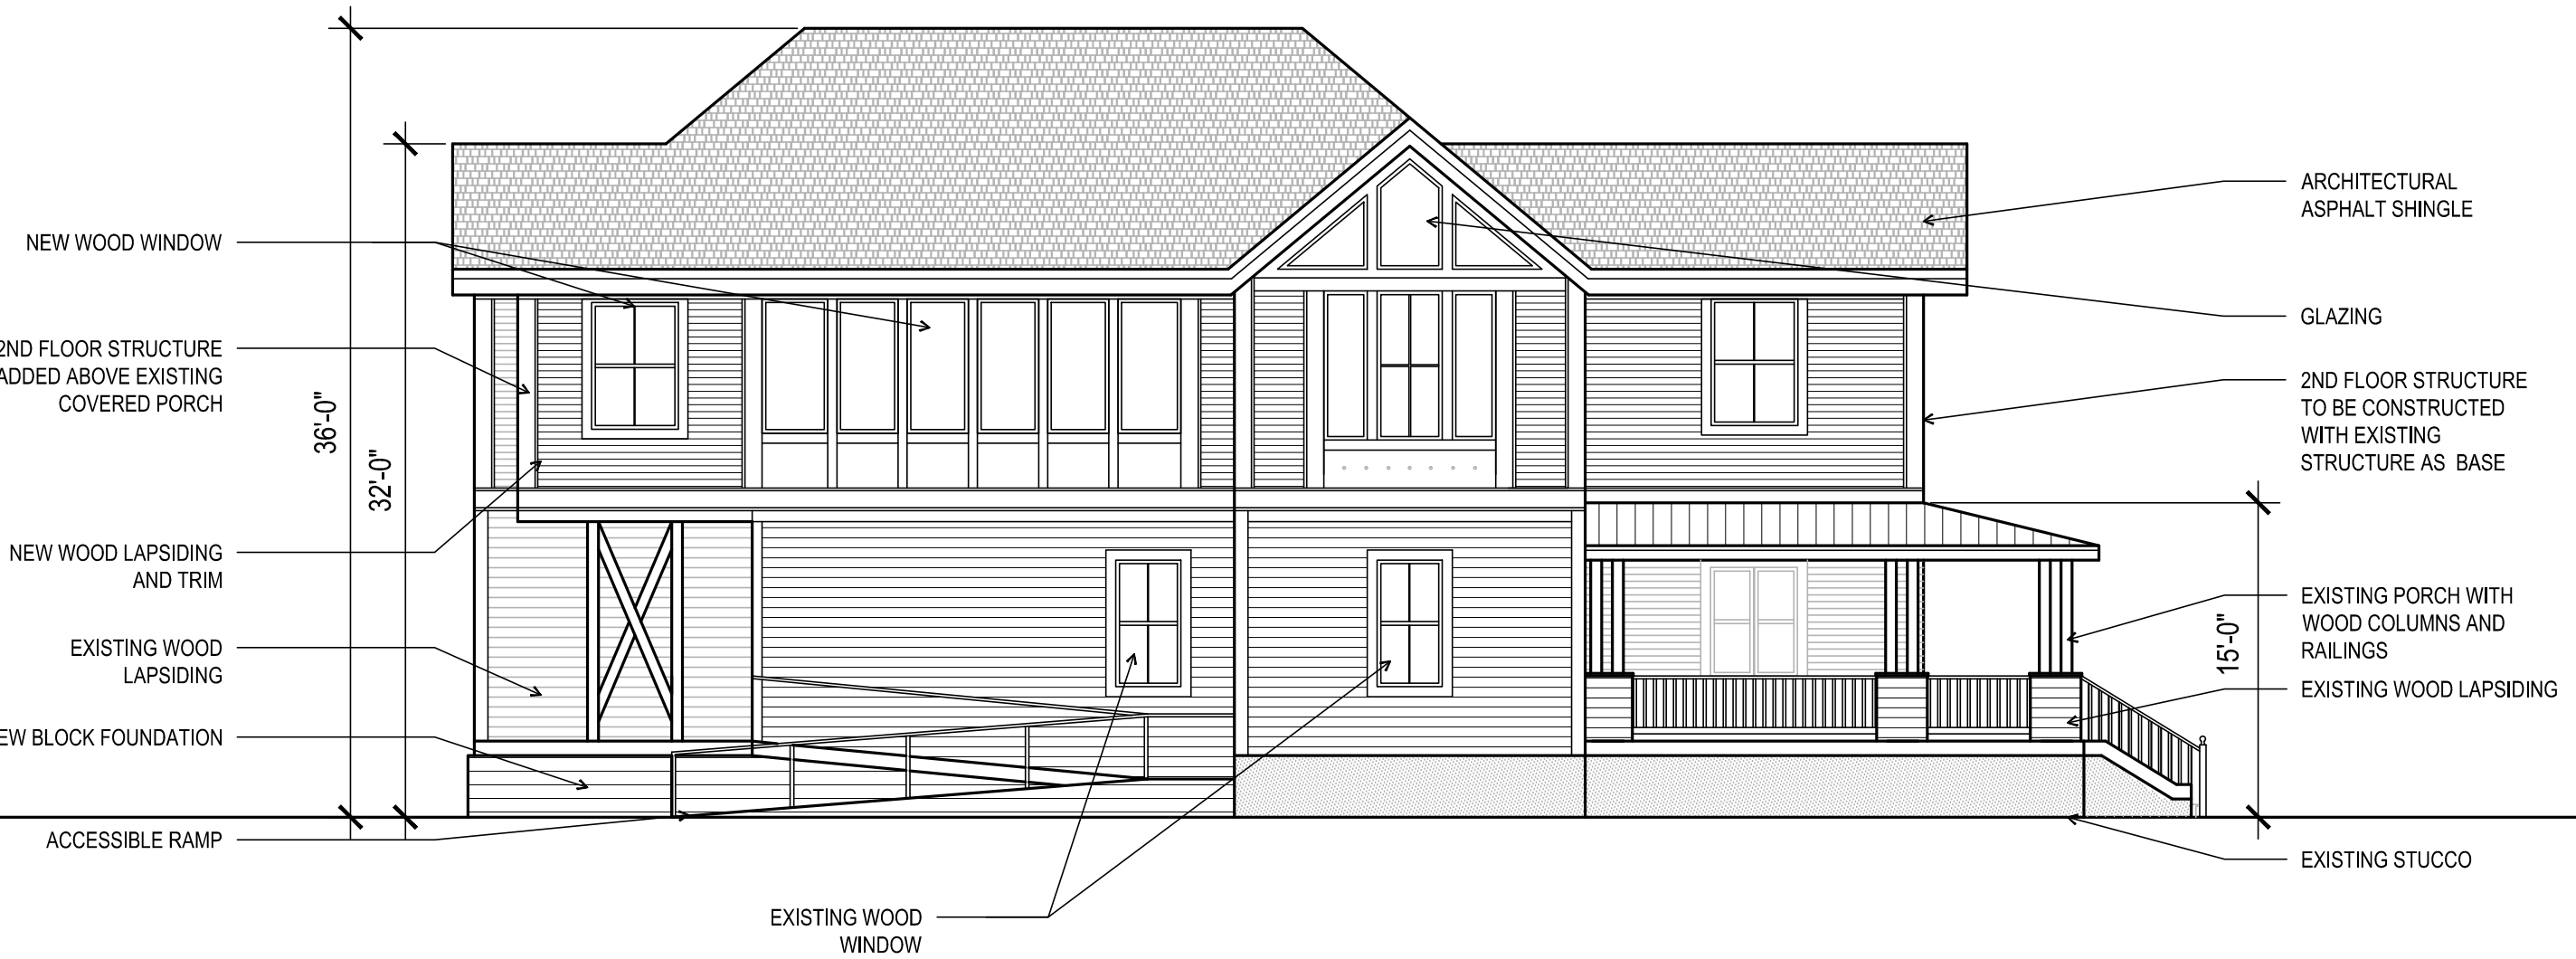 NEW WOOD WINDOW
2ND FLOOR STRUCTURE
ADDED ABOVE EXISTING
COVERED PORCH
NEW WOOD LAPSIDING
AND TRIM
EXISTING WOOD
LAPSIDING
EW BLOCK FOUNDATION
ACCESSIBLE RAMP
36'-0"
32'-0"
EXISTING WOOD
WINDOW
ARCHITECTURAL
ASPHALT SHINGLE
GLAZING
2ND FLOOR STRUCTURE
TO BE CONSTRUCTED
WITH EXISTING
STRUCTURE AS BASE
15'-0"
EXISTING PORCH WITH
WOOD COLUMNS AND
RAILINGS
EXISTING WOOD LAPSIDING
EXISTING STUCCO